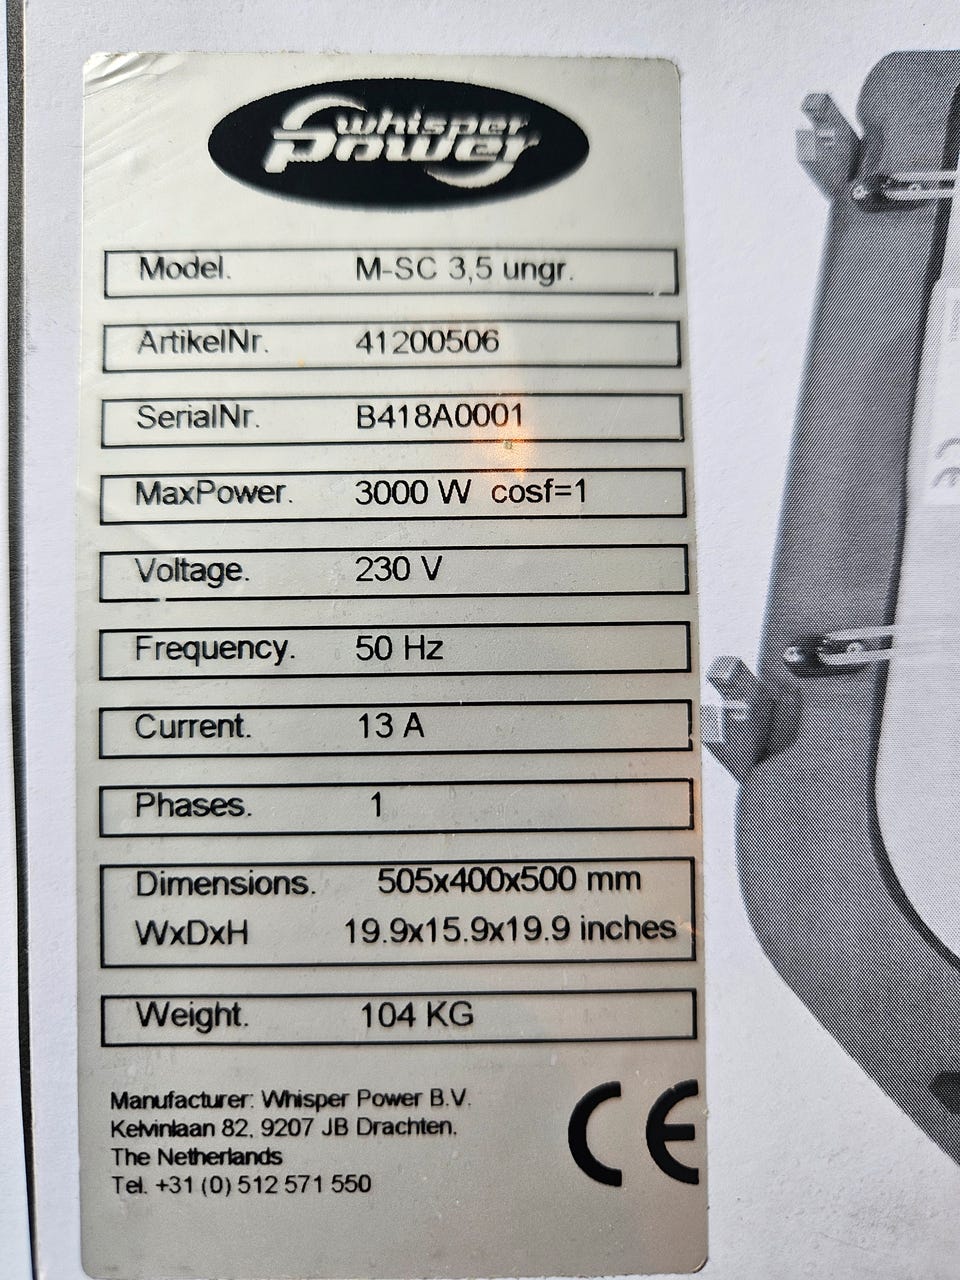 whisper
power
Model. M-SC 3,5 ungr.
ArtikelNr. 41200506
SerialNr. B418A0001
MaxPower. 3000 W cosf=1
Voltage. 230 V
Frequency. 50 Hz
Current. 13 A
Phases. 1
Dimensions. 505x400x500 mm
WxDxH 19.9x15.9x19.9 inches
Weight. 104 KG
Manufacturer: Whisper Power B.V.
Kelvinlaan 82, 9207 JB Drachten.
The Netherlands
Tel. +31 (0) 512 571 550
CE
CE